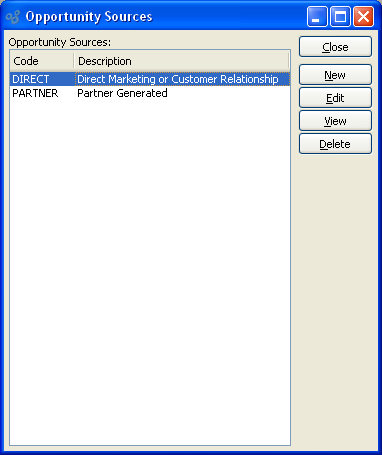 Opportunity Sources
Opportunity Sources:
Code Description
DIRECT Direct Marketing or Customer Relationship
PARTNER Partner Generated
Close
New
Edit
View
Delete